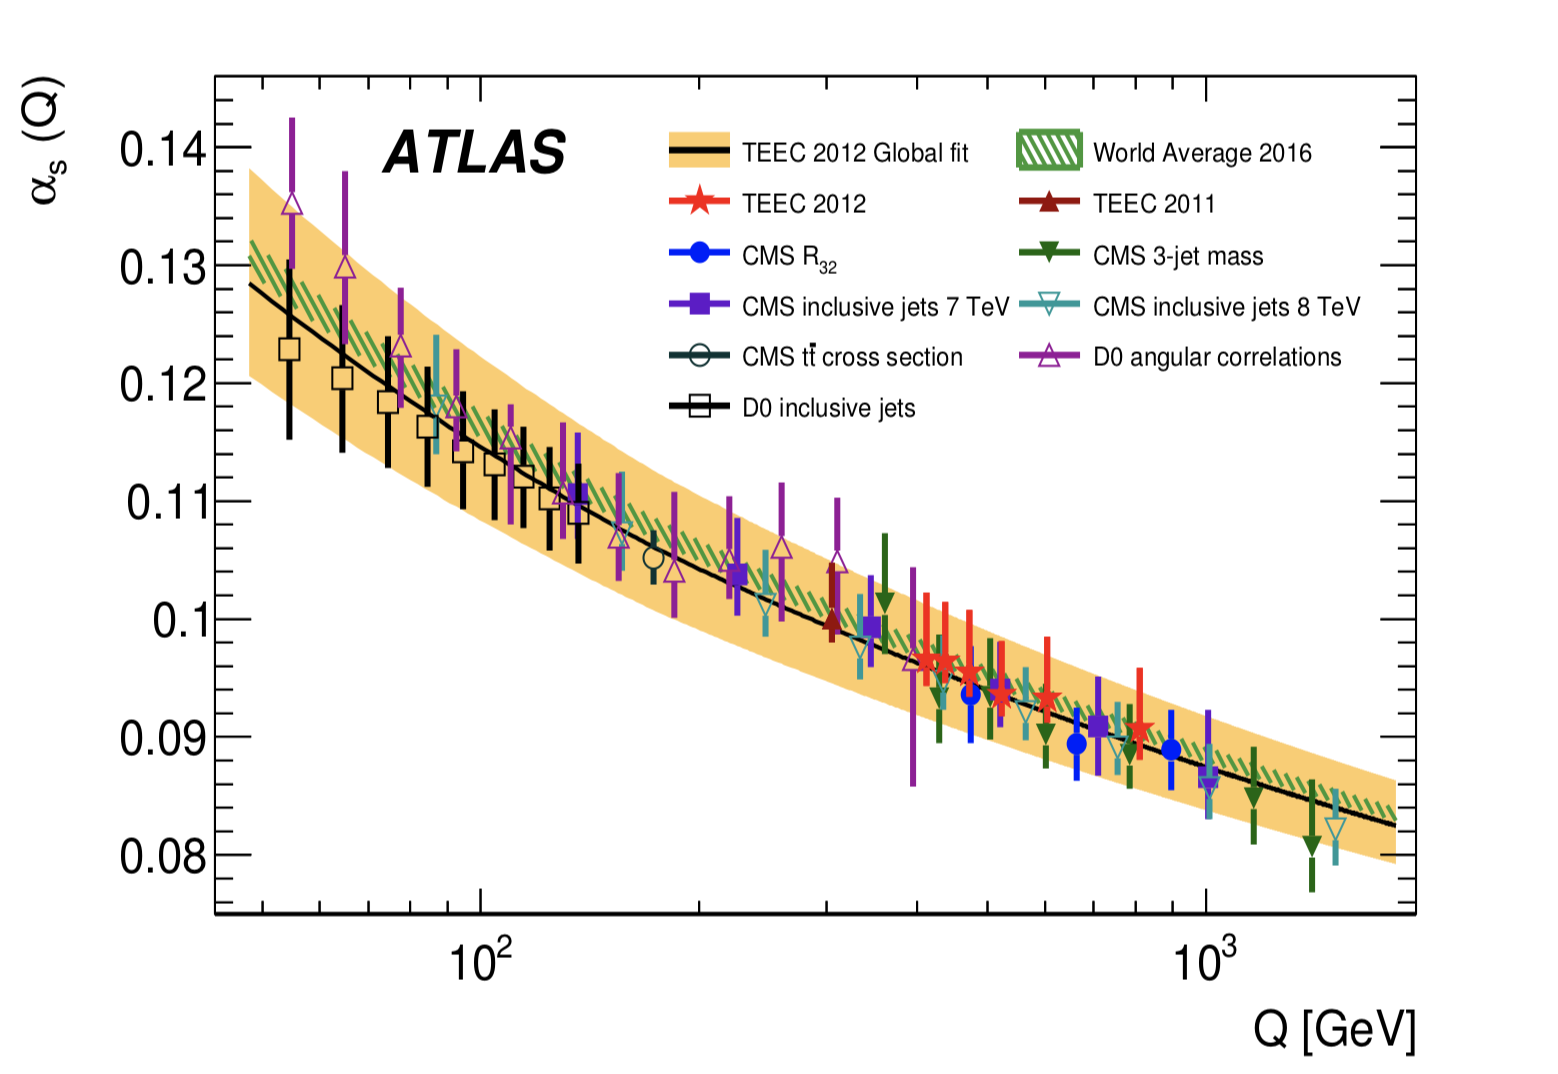 αs (Q)
ATLAS
TEEC 2012 Global fit
World Average 2016
TEEC 2012
TEEC 2011
CMS R32
CMS 3-jet mass
CMS inclusive jets 7 TeV
CMS inclusive jets 8 TeV
CMS tt̄ cross section
D0 angular correlations
D0 inclusive jets
0.14
0.13
0.12
0.11
0.1
0.09
0.08
10²
10³
Q [GeV]